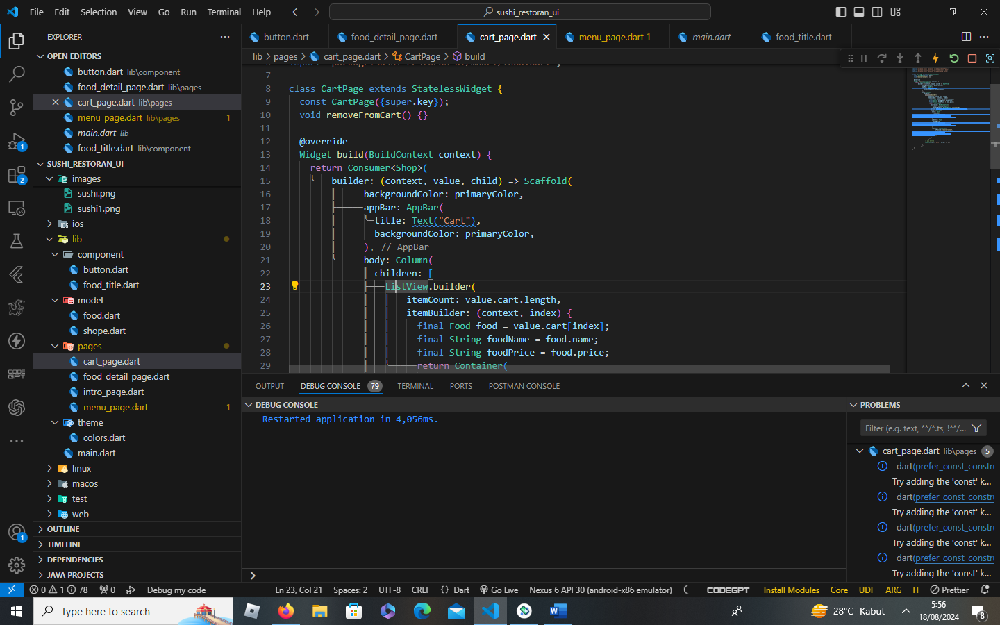 File Edit Selection View Go Run Terminal Help
sushi_restoran_ui
EXPLORER
OPEN EDITORS
button.dart lib\component
food_detail_page.dart lib\pages
cart_page.dart lib\pages
menu_page.dart lib\pages 1
main.dart lib
food_title.dart lib\component
SUSHI_RESTORAN_UI
images
sushi.png
sushi1.png
ios
lib
component
button.dart
food_title.dart
model
food.dart
shope.dart
pages
cart_page.dart
food_detail_page.dart
intro_page.dart
menu_page.dart 1
theme
colors.dart
main.dart
linux
macos
test
web
OUTLINE
TIMELINE
DEPENDENCIES
JAVA PROJECTS
1
2
CODE
GPT
1
button.dart food_detail_page.dart cart_page.dart menu_page.dart 1 main.dart food_title.dart
lib > pages > cart_page.dart > CartPage > build
7
8 class CartPage extends StatelessWidget {
9 const CartPage({super.key});
10 void removeFromCart() {}
11
12 @override
13 Widget build(BuildContext context) {
14 return Consumer<Shop>(
15 builder: (context, value, child) => Scaffold(
16 backgroundColor: primaryColor,
17 appBar: AppBar(
18 title: Text("Cart"),
19 backgroundColor: primaryColor,
20 ), // AppBar
21 body: Column(
22 children: [
23 ListView.builder(
24 itemCount: value.cart.length,
25 itemBuilder: (context, index) {
26 final Food food = value.cart[index];
27 final String foodName = food.name;
28 final String foodPrice = food.price;
29 return Container(
OUTPUT DEBUG CONSOLE 79 TERMINAL PORTS POSTMAN CONSOLE
DEBUG CONSOLE
Restarted application in 4,056ms.
PROBLEMS
Filter (e.g. text, **/*.ts, !**/...
cart_page.dart lib\pages 5
dart(prefer_const_constru
Try adding the 'const' k...
dart(prefer_const_constru
Try adding the 'const' k...
dart(prefer_const_constru
Try adding the 'const' k...
dart(prefer_const_constru
Try adding the 'const' k...
0 1 78 0 Debug my code Ln 23, Col 21 Spaces: 2 UTF-8 CRLF {} Dart Go Live Nexus 6 API 30 (android-x86 emulator) CODEGPT Install Modules Core UDF ARG H Prettier
Type here to search
28°C Kabut
5:56
18/08/2024
8